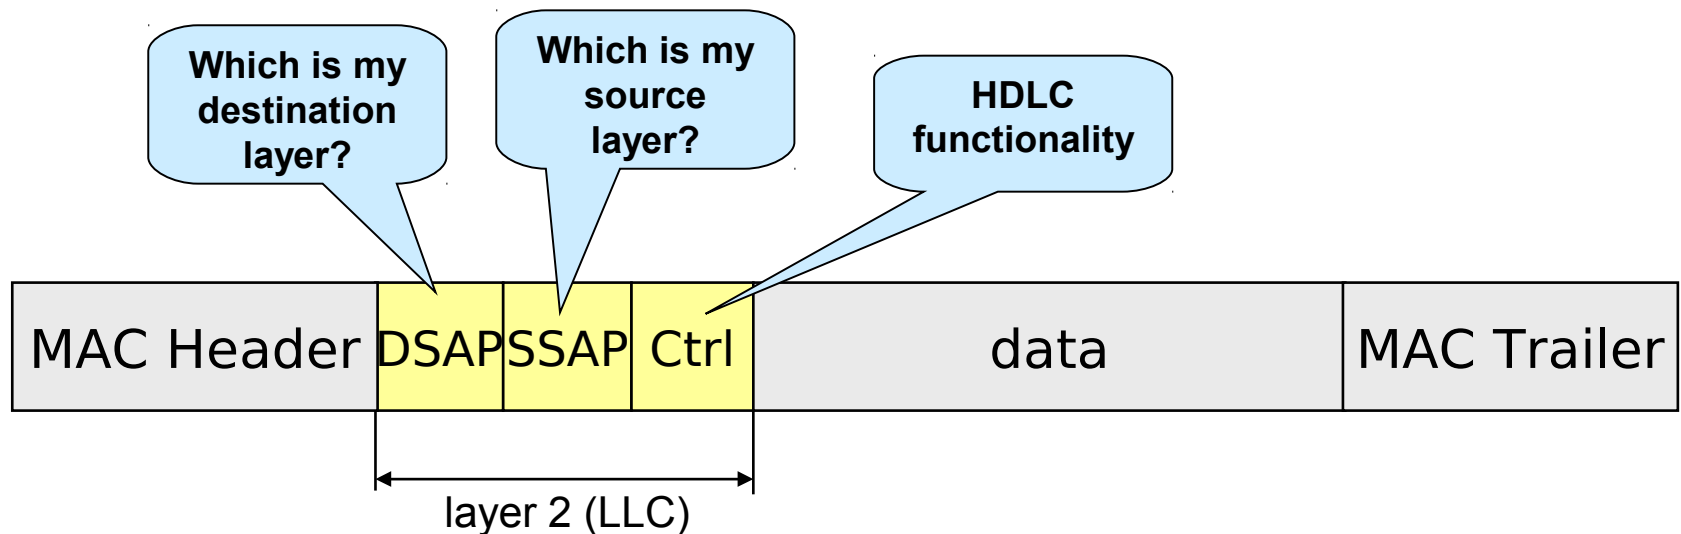 Which is my
destination
layer?
Which is my
source
layer?
HDLC
functionality
MAC Header
DSAP
SSAP
Ctrl
data
MAC Trailer
layer 2 (LLC)